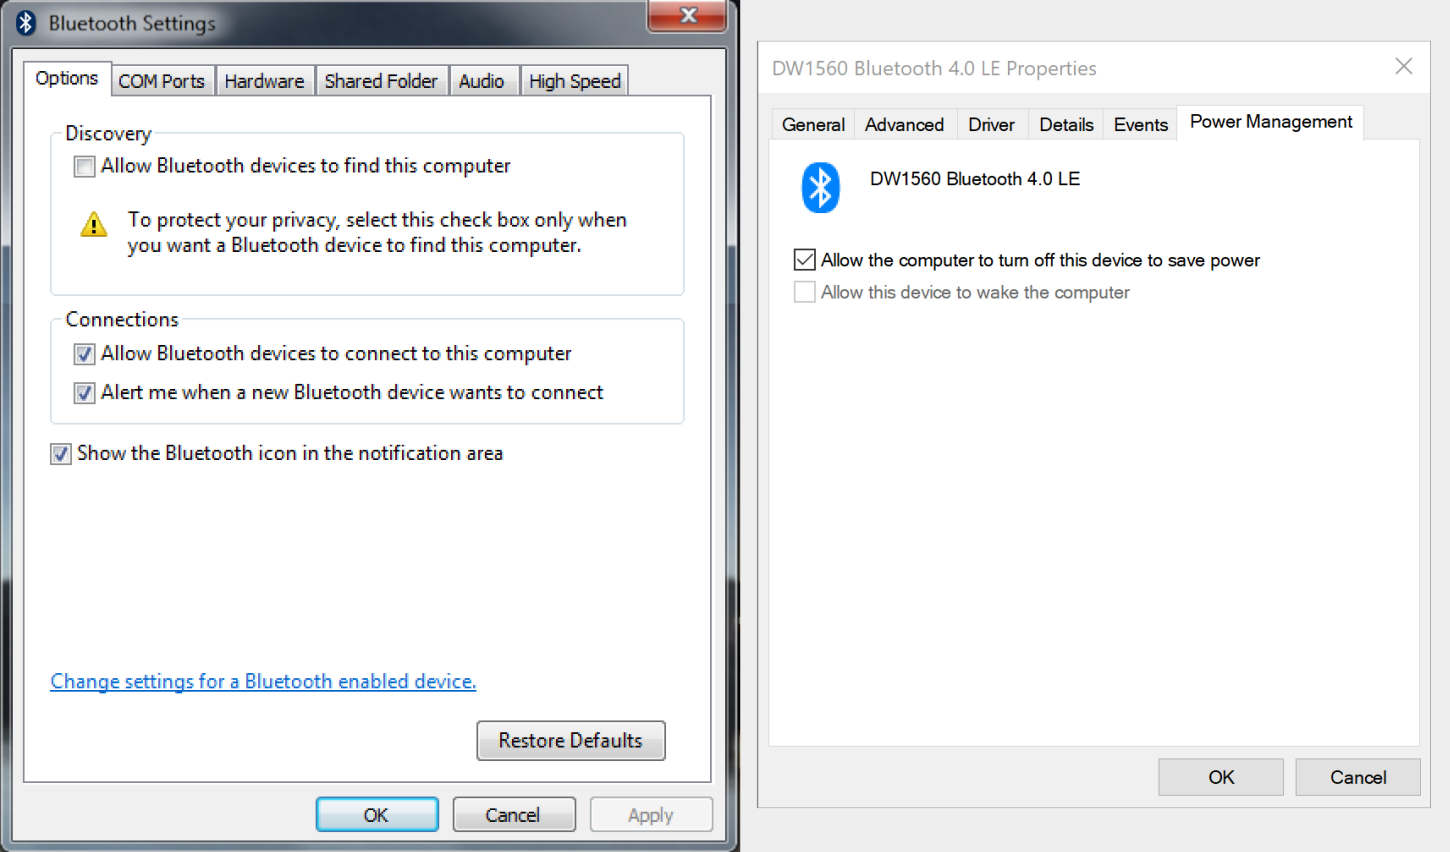 Bluetooth Settings
Options
COM Ports
Hardware
Shared Folder
Audio
High Speed
Discovery
Allow Bluetooth devices to find this computer
To protect your privacy, select this check box only when
you want a Bluetooth device to find this computer.
Connections
Allow Bluetooth devices to connect to this computer
Alert me when a new Bluetooth device wants to connect
Show the Bluetooth icon in the notification area
Change settings for a Bluetooth enabled device.
Restore Defaults
OK
Cancel
Apply
DW1560 Bluetooth 4.0 LE Properties
General
Advanced
Driver
Details
Events
Power Management
DW1560 Bluetooth 4.0 LE
Allow the computer to turn off this device to save power
Allow this device to wake the computer
OK
Cancel